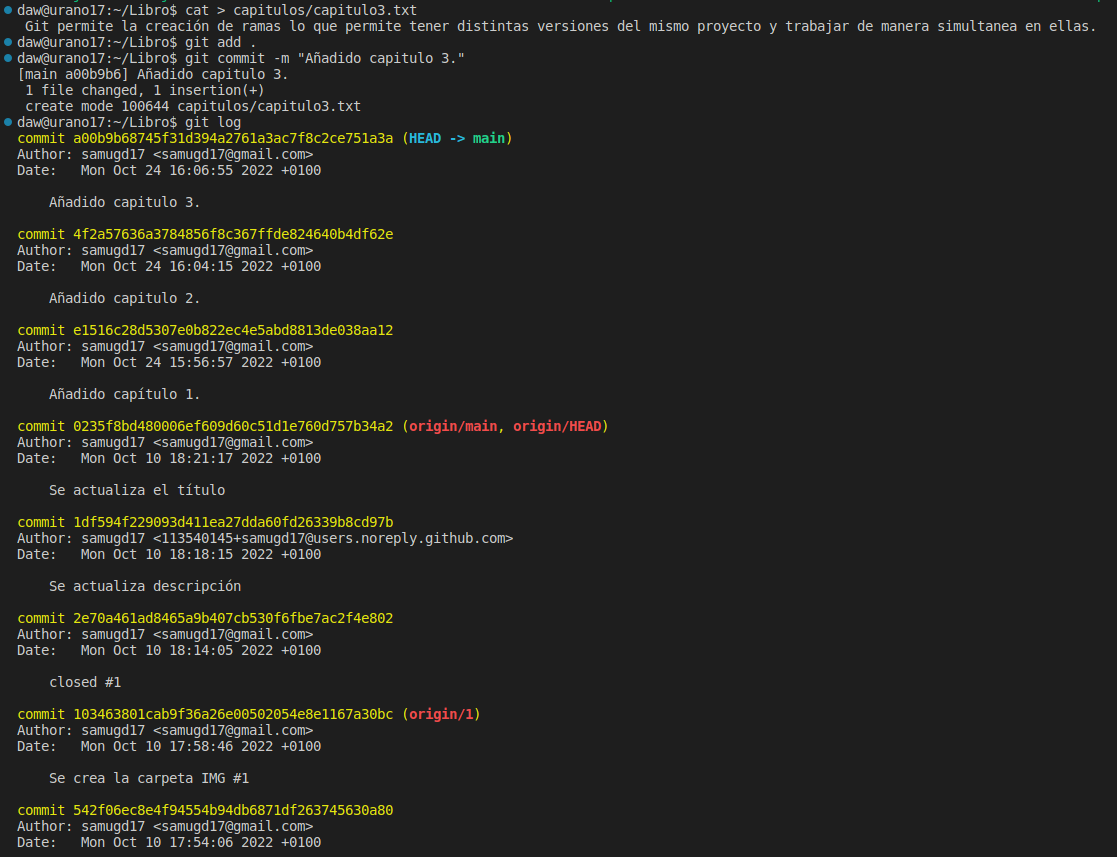 daw@urano17:~/Libro$ cat > capitulos/capitulo3.txt
Git permite la creación de ramas lo que permite tener distintas versiones del mismo proyecto y trabajar de manera simultanea en ellas.
daw@urano17:~/Libro$ git add .
daw@urano17:~/Libro$ git commit -m "Añadido capitulo 3."
[main a00b9b6] Añadido capitulo 3.
1 file changed, 1 insertion(+)
create mode 100644 capitulos/capitulo3.txt
daw@urano17:~/Libro$ git log
commit a00b9b68745f31d394a2761a3ac7f8c2ce751a3a (HEAD -> main)
Author: samugd17 <samugd17@gmail.com>
Date:   Mon Oct 24 16:06:55 2022 +0100
Añadido capitulo 3.
commit 4f2a57636a3784856f8c367ffde824640b4df62e
Author: samugd17 <samugd17@gmail.com>
Date:   Mon Oct 24 16:04:15 2022 +0100
Añadido capitulo 2.
commit e1516c28d5307e0b822ec4e5abd8813de038aa12
Author: samugd17 <samugd17@gmail.com>
Date:   Mon Oct 24 15:56:57 2022 +0100
Añadido capítulo 1.
commit 0235f8bd480006ef609d60c51d1e760d757b34a2 (origin/main, origin/HEAD)
Author: samugd17 <samugd17@gmail.com>
Date:   Mon Oct 10 18:21:17 2022 +0100
Se actualiza el título
commit 1df594f229093d411ea27dda60fd26339b8cd97b
Author: samugd17 <113540145+samugd17@users.noreply.github.com>
Date:   Mon Oct 10 18:18:15 2022 +0100
Se actualiza descripción
commit 2e70a461ad8465a9b407cb530f6fbe7ac2f4e802
Author: samugd17 <samugd17@gmail.com>
Date:   Mon Oct 10 18:14:05 2022 +0100
closed #1
commit 103463801cab9f36a26e00502054e8e1167a30bc (origin/1)
Author: samugd17 <samugd17@gmail.com>
Date:   Mon Oct 10 17:58:46 2022 +0100
Se crea la carpeta IMG #1
commit 542f06ec8e4f94554b94db6871df263745630a80
Author: samugd17 <samugd17@gmail.com>
Date:   Mon Oct 10 17:54:06 2022 +0100